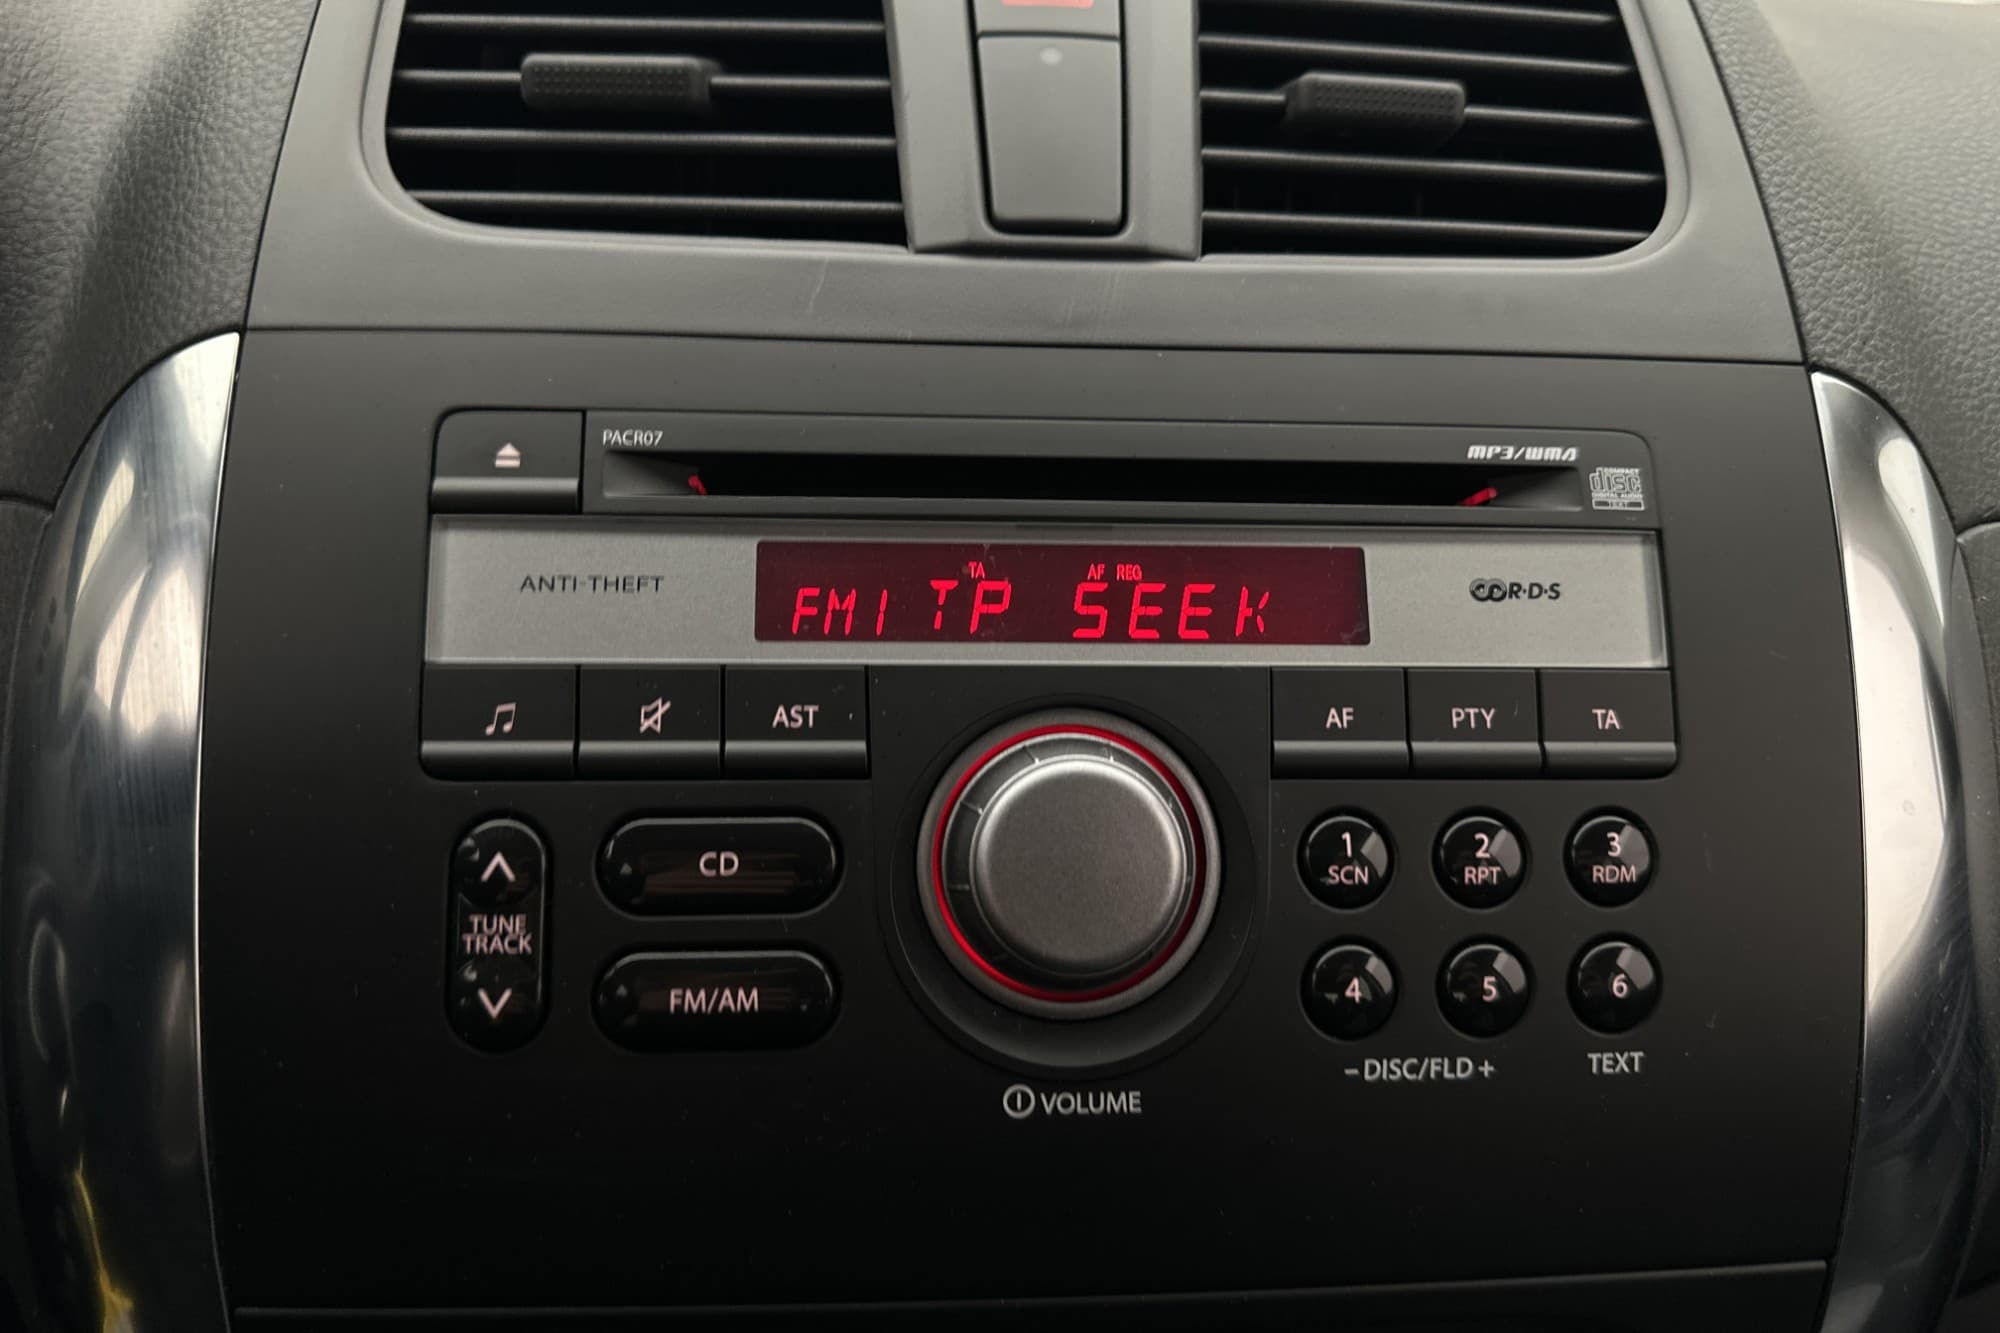 PACR07
MP3/WMA
COMPACT
disc
DIGITAL AUDIO
TEXT
ANTI-THEFT
TA AF REG
FM1 TP SEEK
R·D·S
AST
AF
PTY
TA
TUNE
TRACK
CD
FM/AM
1
SCN
2
RPT
3
RDM
4
5
6
– DISC/FLD +
TEXT
VOLUME